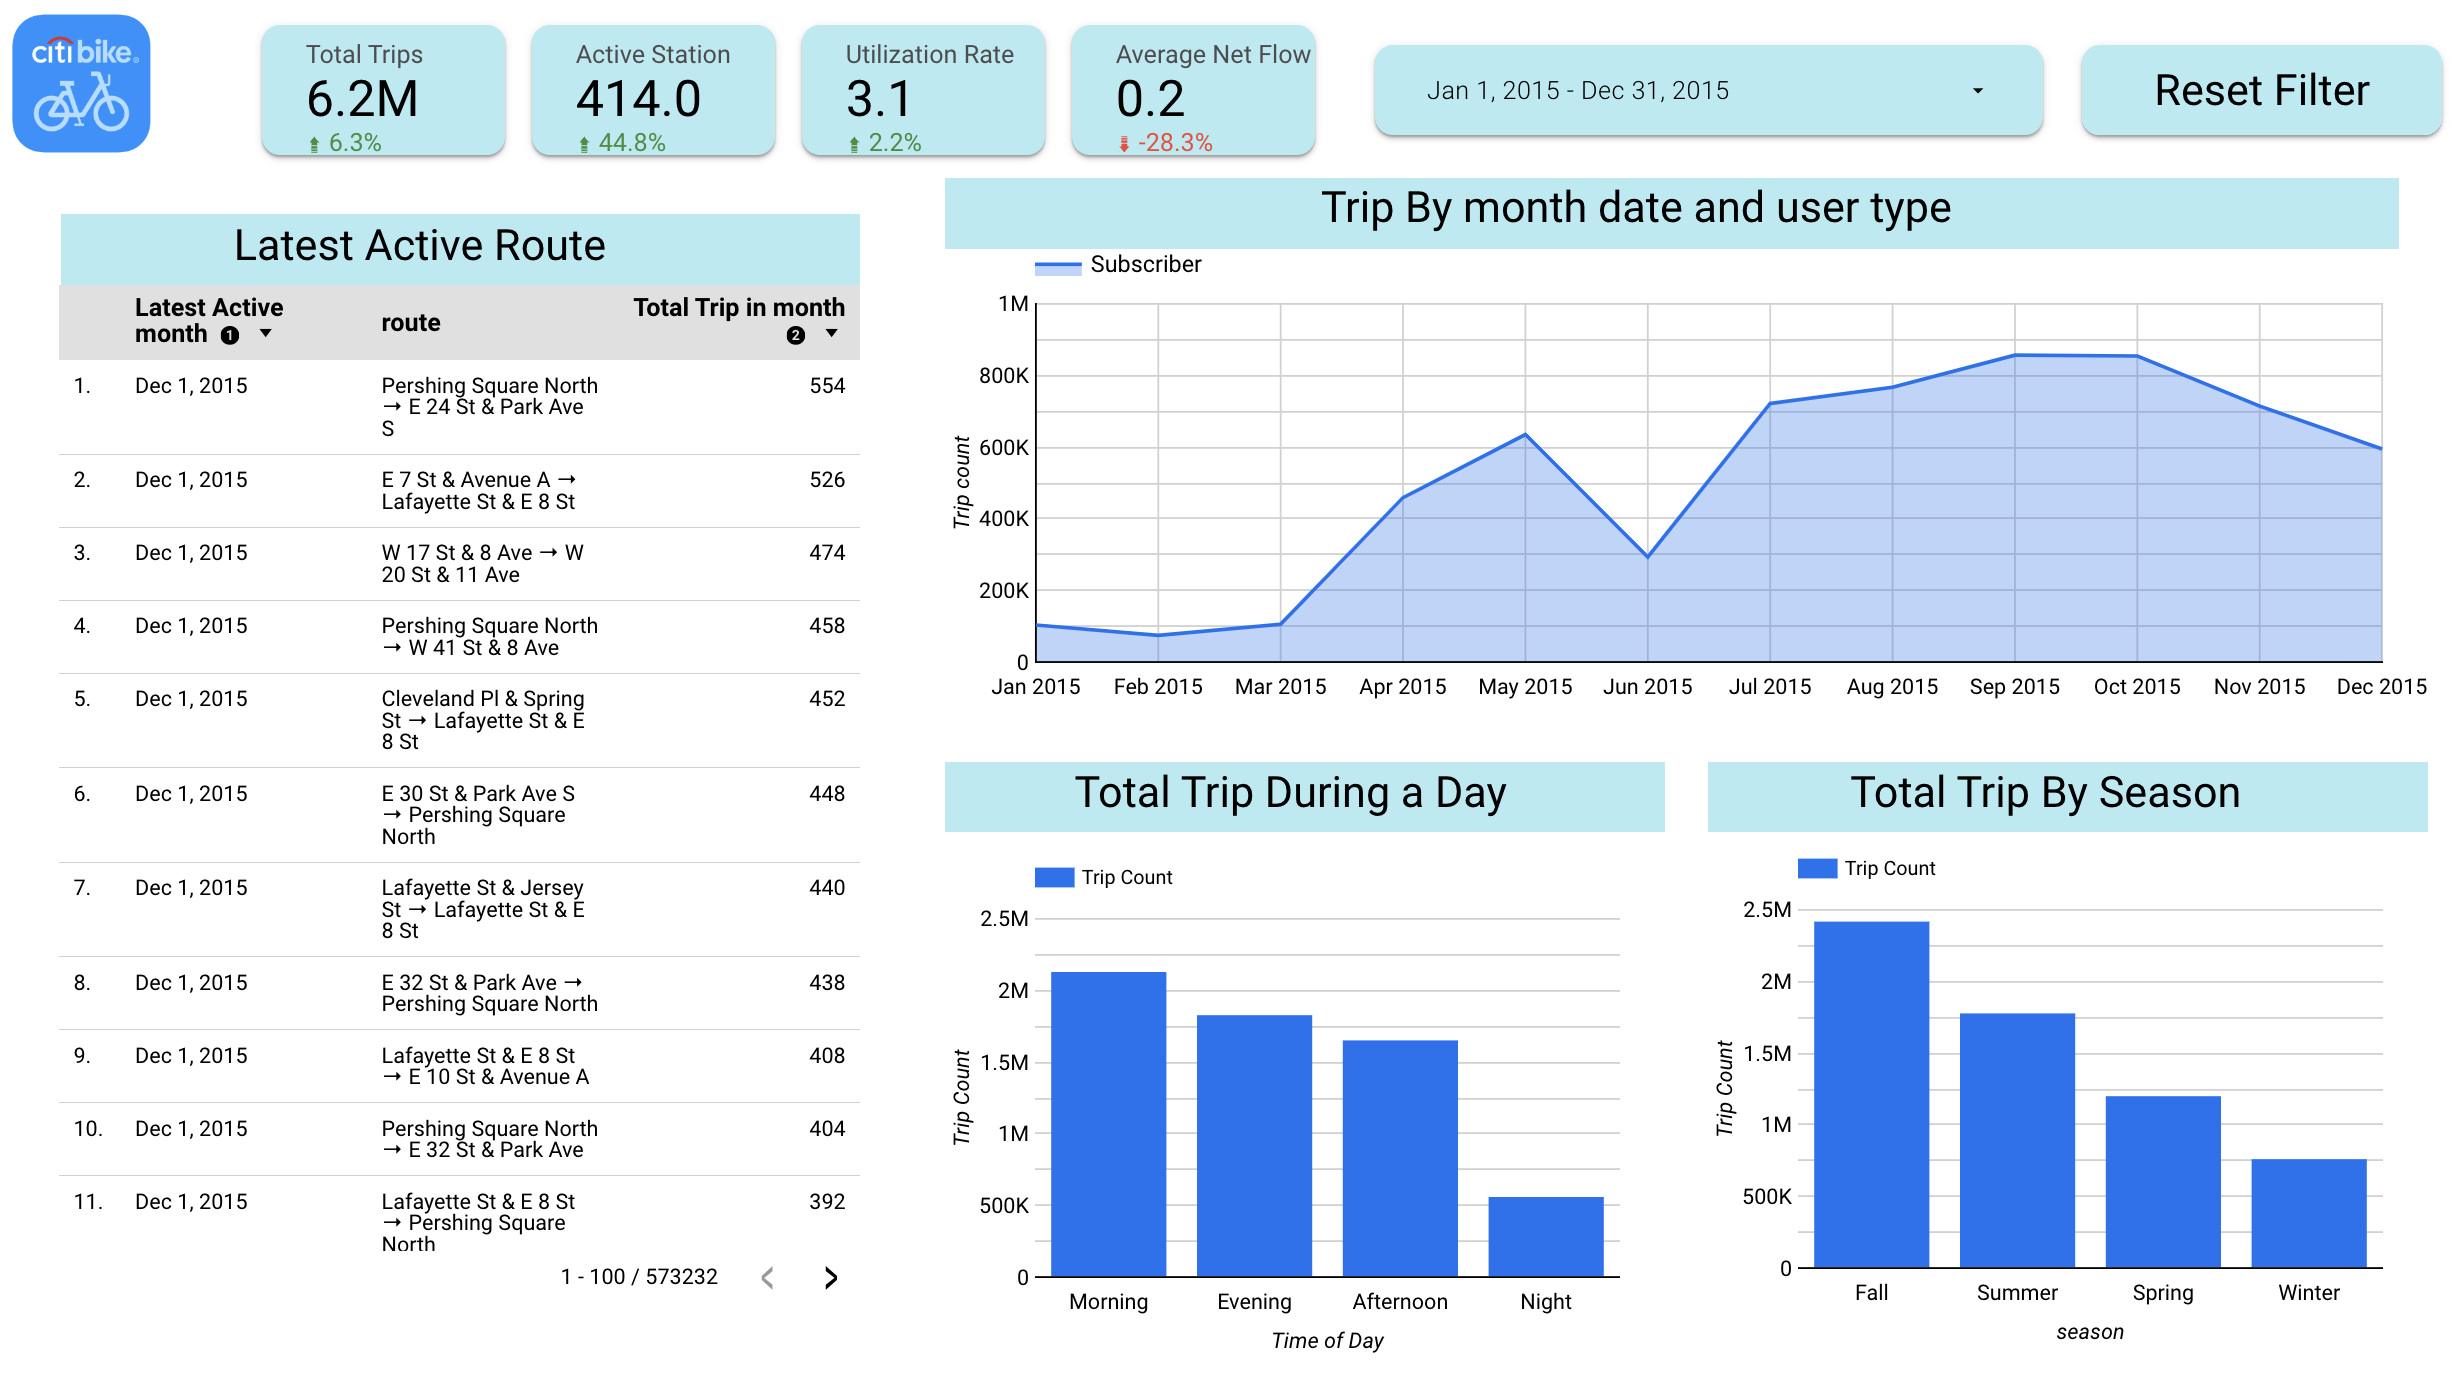 citi bike®
Total Trips
6.2M
6.3%
Active Station
414.0
44.8%
Utilization Rate
3.1
2.2%
Average Net Flow
0.2
-28.3%
Jan 1, 2015 - Dec 31, 2015
Reset Filter
Latest Active Route
Latest Active
month 1
route
Total Trip in month
2
1. Dec 1, 2015 Pershing Square North 554
→ E 24 St & Park Ave
S
2. Dec 1, 2015 E 7 St & Avenue A → 526
Lafayette St & E 8 St
3. Dec 1, 2015 W 17 St & 8 Ave → W 474
20 St & 11 Ave
4. Dec 1, 2015 Pershing Square North 458
→ W 41 St & 8 Ave
5. Dec 1, 2015 Cleveland Pl & Spring 452
St → Lafayette St & E
8 St
6. Dec 1, 2015 E 30 St & Park Ave S 448
→ Pershing Square
North
7. Dec 1, 2015 Lafayette St & Jersey 440
St → Lafayette St & E
8 St
8. Dec 1, 2015 E 32 St & Park Ave → 438
Pershing Square North
9. Dec 1, 2015 Lafayette St & E 8 St 408
→ E 10 St & Avenue A
10. Dec 1, 2015 Pershing Square North 404
→ E 32 St & Park Ave
11. Dec 1, 2015 Lafayette St & E 8 St 392
→ Pershing Square
North
1 - 100 / 573232
Trip By month date and user type
Subscriber
Trip count
1M
800K
600K
400K
200K
0
Jan 2015 Feb 2015 Mar 2015 Apr 2015 May 2015 Jun 2015 Jul 2015 Aug 2015 Sep 2015 Oct 2015 Nov 2015 Dec 2015
Total Trip During a Day
Trip Count
Trip Count
2.5M
2M
1.5M
1M
500K
0
Morning Evening Afternoon Night
Time of Day
Total Trip By Season
Trip Count
Trip Count
2.5M
2M
1.5M
1M
500K
0
Fall Summer Spring Winter
season